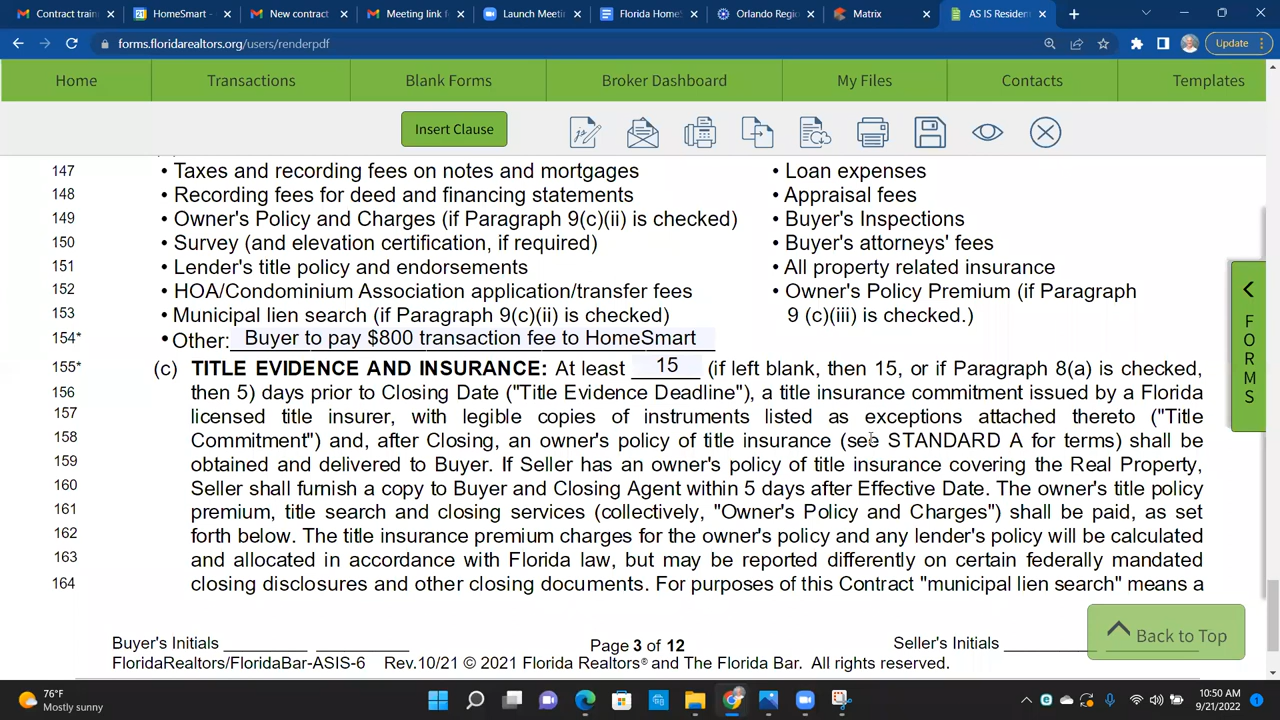 Contract train
HomeSmart -
New contract
Meeting link f
Launch Meeti
Florida HomeS
Orlando Regio
Matrix
AS IS Residen
forms.floridarealtors.org/users/renderpdf
Update
Home
Transactions
Blank Forms
Broker Dashboard
My Files
Contacts
Templates
Insert Clause
147 • Taxes and recording fees on notes and mortgages • Loan expenses
148 • Recording fees for deed and financing statements • Appraisal fees
149 • Owner's Policy and Charges (if Paragraph 9(c)(ii) is checked) • Buyer's Inspections
150 • Survey (and elevation certification, if required) • Buyer's attorneys' fees
151 • Lender's title policy and endorsements • All property related insurance
152 • HOA/Condominium Association application/transfer fees • Owner's Policy Premium (if Paragraph
153 • Municipal lien search (if Paragraph 9(c)(ii) is checked) 9 (c)(iii) is checked.)
154* • Other: Buyer to pay $800 transaction fee to HomeSmart
155* (c) TITLE EVIDENCE AND INSURANCE: At least 15 (if left blank, then 15, or if Paragraph 8(a) is checked,
156 then 5) days prior to Closing Date ("Title Evidence Deadline"), a title insurance commitment issued by a Florida
157 licensed title insurer, with legible copies of instruments listed as exceptions attached thereto ("Title
158 Commitment") and, after Closing, an owner's policy of title insurance (see STANDARD A for terms) shall be
159 obtained and delivered to Buyer. If Seller has an owner's policy of title insurance covering the Real Property,
160 Seller shall furnish a copy to Buyer and Closing Agent within 5 days after Effective Date. The owner's title policy
161 premium, title search and closing services (collectively, "Owner's Policy and Charges") shall be paid, as set
162 forth below. The title insurance premium charges for the owner's policy and any lender's policy will be calculated
163 and allocated in accordance with Florida law, but may be reported differently on certain federally mandated
164 closing disclosures and other closing documents. For purposes of this Contract "municipal lien search" means a
FORMS
Back to Top
Buyer's Initials Page 3 of 12 Seller's Initials
FloridaRealtors/FloridaBar-ASIS-6 Rev.10/21 © 2021 Florida Realtors® and The Florida Bar. All rights reserved.
76°F
Mostly sunny
10:50 AM
9/21/2022